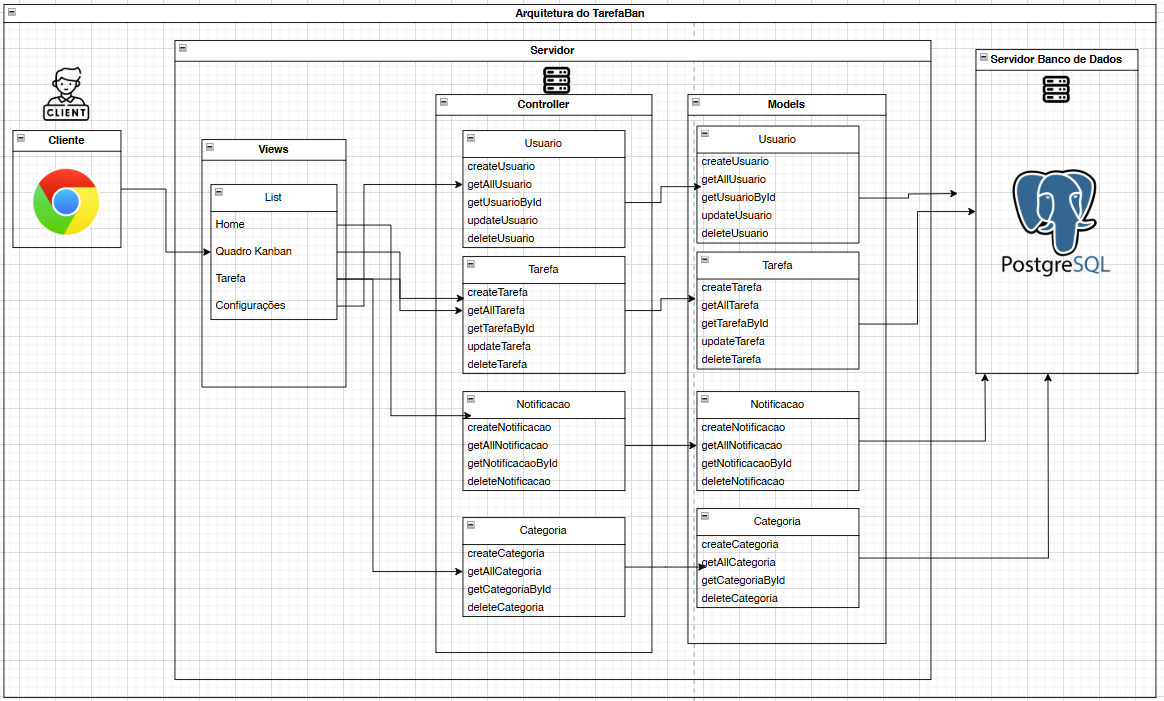 Arquitetura do TarefaBan
CLIENT
Cliente
Servidor
Views
List
Home
Quadro Kanban
Tarefa
Configurações
Controller
Usuario
createUsuario
getAllUsuario
getUsuarioById
updateUsuario
deleteUsuario
Tarefa
createTarefa
getAllTarefa
getTarefaById
updateTarefa
deleteTarefa
Notificacao
createNotificacao
getAllNotificacao
getNotificacaoById
deleteNotificacao
Categoria
createCategoria
getAllCategoria
getCategoriaById
deleteCategoria
Models
Usuario
createUsuario
getAllUsuario
getUsuarioById
updateUsuario
deleteUsuario
Tarefa
createTarefa
getAllTarefa
getTarefaById
updateTarefa
deleteTarefa
Notificacao
createNotificacao
getAllNotificacao
getNotificacaoById
deleteNotificacao
Categoria
createCategoria
getAllCategoria
getCategoriaById
deleteCategoria
Servidor Banco de Dados
PostgreSQL